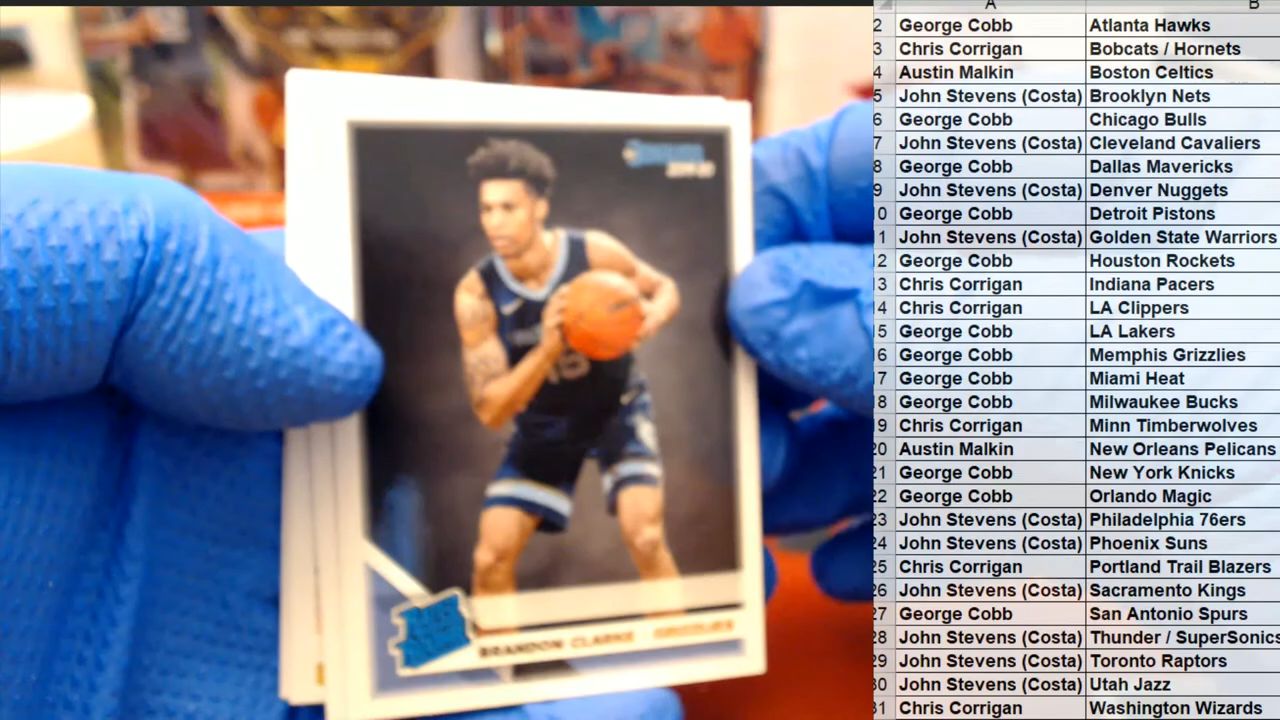 BRANDON CLARKE GRIZZLIES
A B
2 George Cobb Atlanta Hawks
3 Chris Corrigan Bobcats / Hornets
4 Austin Malkin Boston Celtics
5 John Stevens (Costa) Brooklyn Nets
6 George Cobb Chicago Bulls
7 John Stevens (Costa) Cleveland Cavaliers
8 George Cobb Dallas Mavericks
9 John Stevens (Costa) Denver Nuggets
10 George Cobb Detroit Pistons
11 John Stevens (Costa) Golden State Warriors
12 George Cobb Houston Rockets
13 Chris Corrigan Indiana Pacers
14 Chris Corrigan LA Clippers
15 George Cobb LA Lakers
16 George Cobb Memphis Grizzlies
17 George Cobb Miami Heat
18 George Cobb Milwaukee Bucks
19 Chris Corrigan Minn Timberwolves
20 Austin Malkin New Orleans Pelicans
21 George Cobb New York Knicks
22 George Cobb Orlando Magic
23 John Stevens (Costa) Philadelphia 76ers
24 John Stevens (Costa) Phoenix Suns
25 Chris Corrigan Portland Trail Blazers
26 John Stevens (Costa) Sacramento Kings
27 George Cobb San Antonio Spurs
28 John Stevens (Costa) Thunder / SuperSonics
29 John Stevens (Costa) Toronto Raptors
30 John Stevens (Costa) Utah Jazz
31 Chris Corrigan Washington Wizards